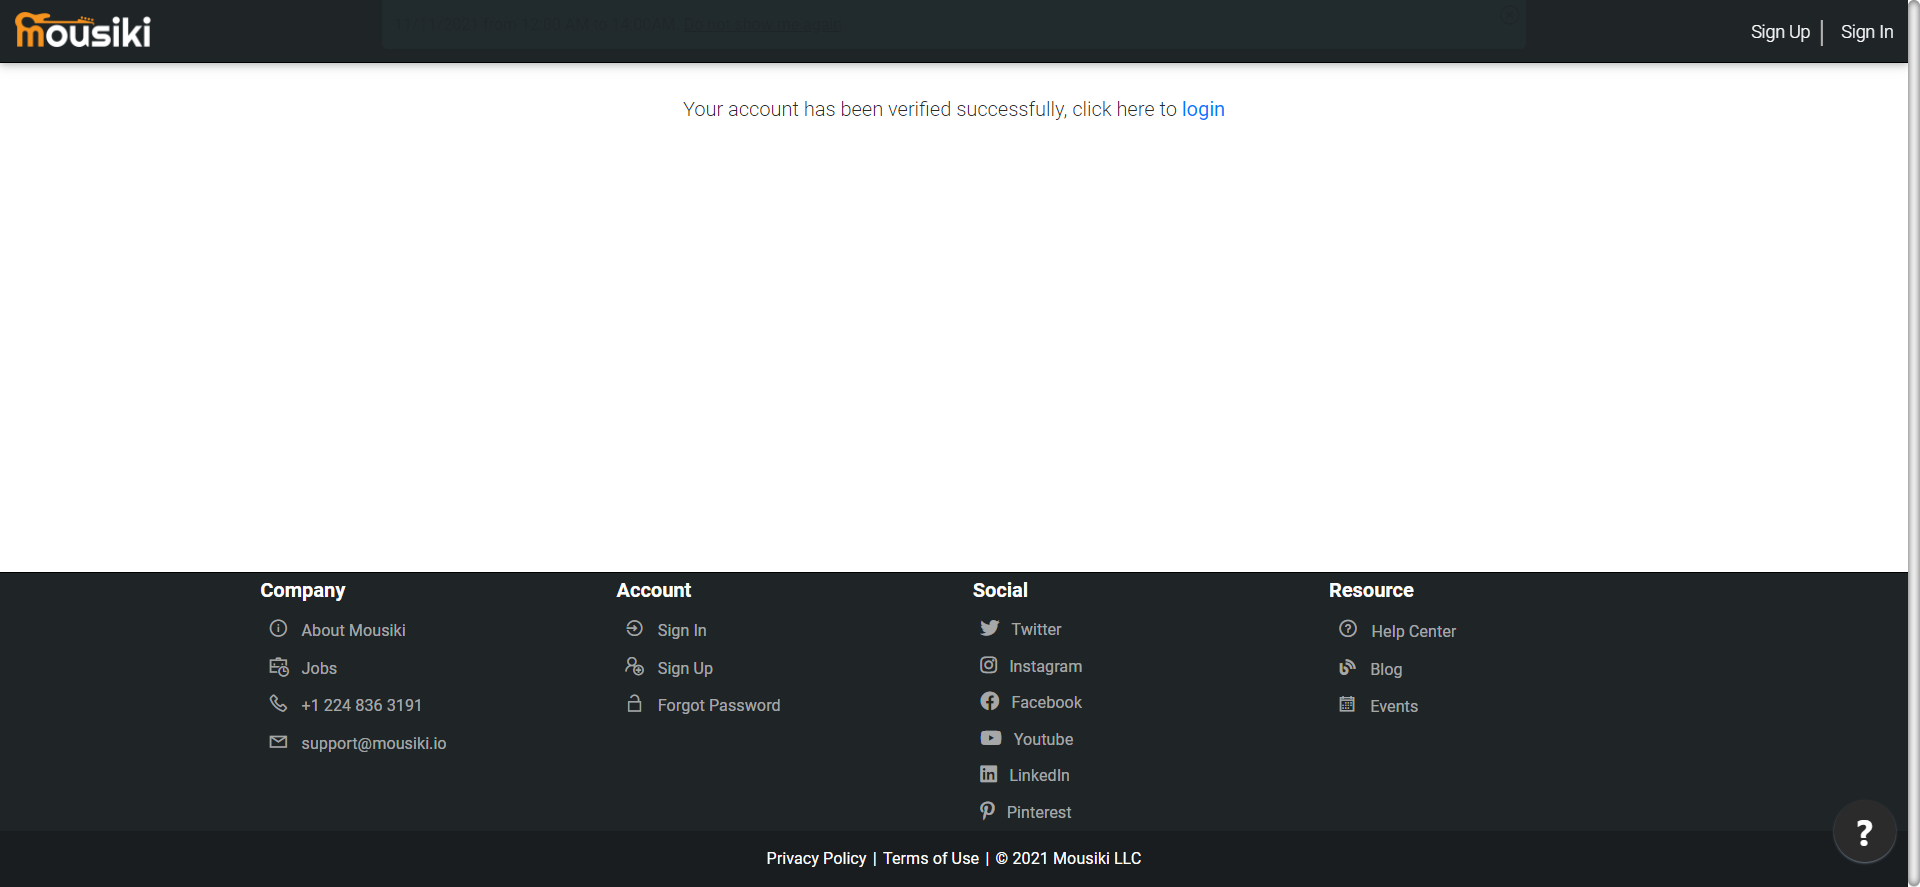 mousiki
Sign Up | Sign In
Your account has been verified successfully, click here to login
Company
About Mousiki
Jobs
+1 224 836 3191
support@mousiki.io
Account
Sign In
Sign Up
Forgot Password
Social
Twitter
Instagram
Facebook
Youtube
LinkedIn
Pinterest
Resource
Help Center
Blog
Events
?
Privacy Policy | Terms of Use | © 2021 Mousiki LLC